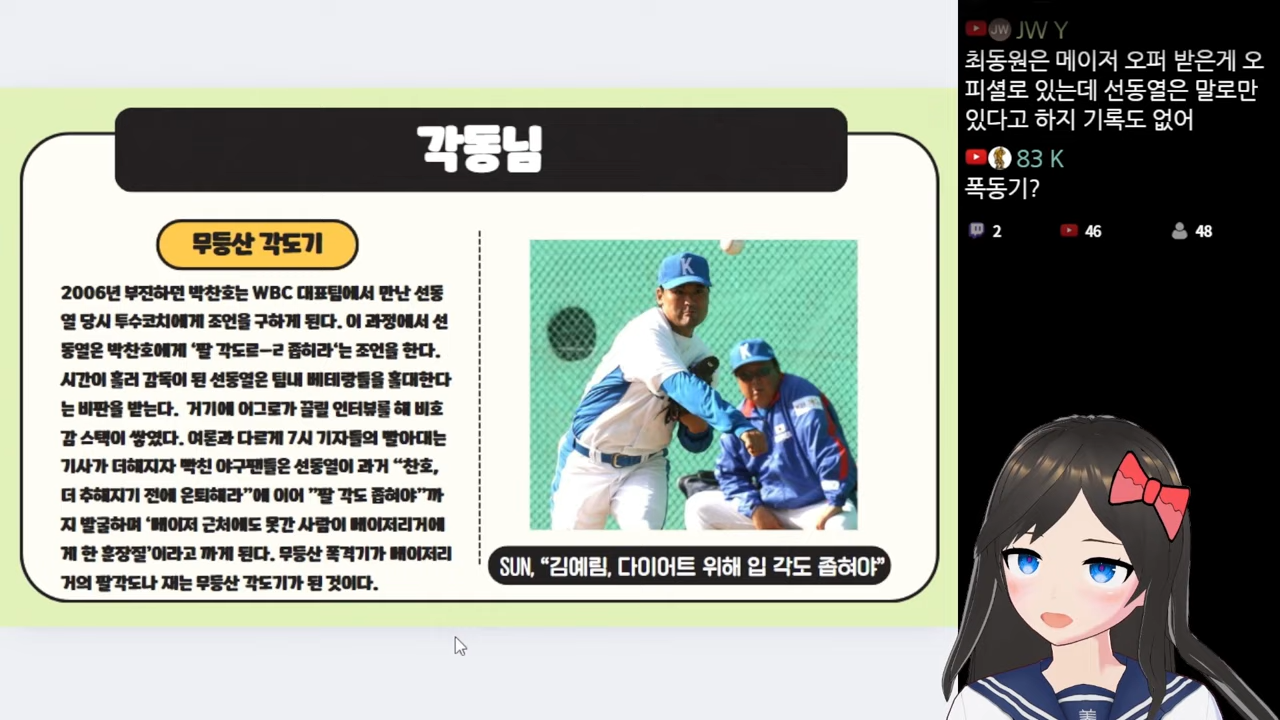 각동님
무등산 각도기
2006년 부진하던 박찬호는 WBC 대표팀에서 만난 선동
열 당시 투수코치에게 조언을 구하게 된다. 이 과정에서 선
동열은 박찬호에게 ‘팔 각도로—ㄹ 좁히라‘는 조언을 한다.
시간이 흘러 감독이 된 선동열은 팀내 베테랑들을 홀대한다
는 비판을 받는다. 거기에 어그로가 끌릴 인터뷰를 해 비호
감 스택이 쌓였다. 여론과 다르게 7시 기자들의 빨아대는
기사가 더해지자 빡친 야구팬들은 선동열이 과거 “찬호,
더 추해지기 전에 은퇴해라”에 이어 ”팔 각도 좁혀야”까
지 발굴하며 ‘메이저 근처에도 못간 사람이 메이저리거에
게 한 훈장질’이라고 까게 된다. 무등산 폭격기가 메이저리
거의 팔각도나 재는 무등산 각도기가 된 것이다.
K
K
SUN, “김예림, 다이어트 위해 입 각도 좁혀야”
JW JW Y
최동원은 메이저 오퍼 받은게 오
피셜로 있는데 선동열은 말로만
있다고 하지 기록도 없어
83 K
폭동기?
2 46 48